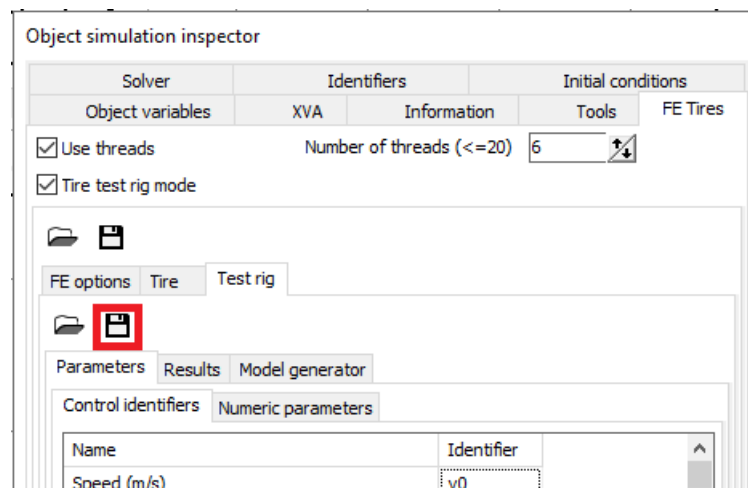 Object simulation inspector
Solver Identifiers Initial conditions
Object variables XVA Information Tools FE Tires
Use threads Number of threads (<=20) 6
Tire test rig mode
FE options Tire Test rig
Parameters Results Model generator
Control identifiers Numeric parameters
Name Identifier
Speed (m/s) v0